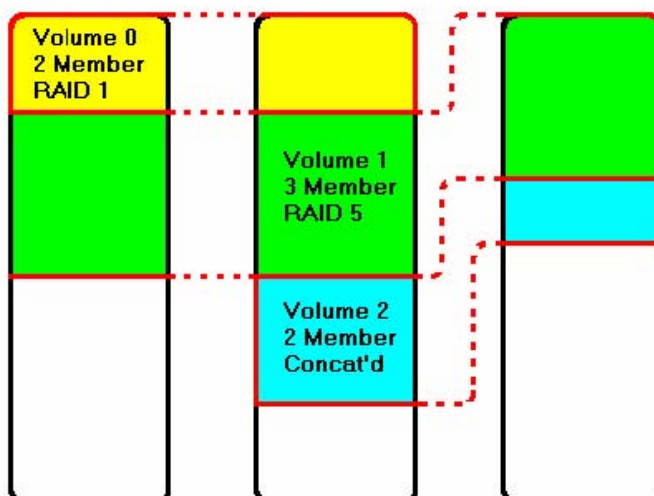 Volume 0
2 Member
RAID 1
Volume 1
3 Member
RAID 5
Volume 2
2 Member
Concat'd